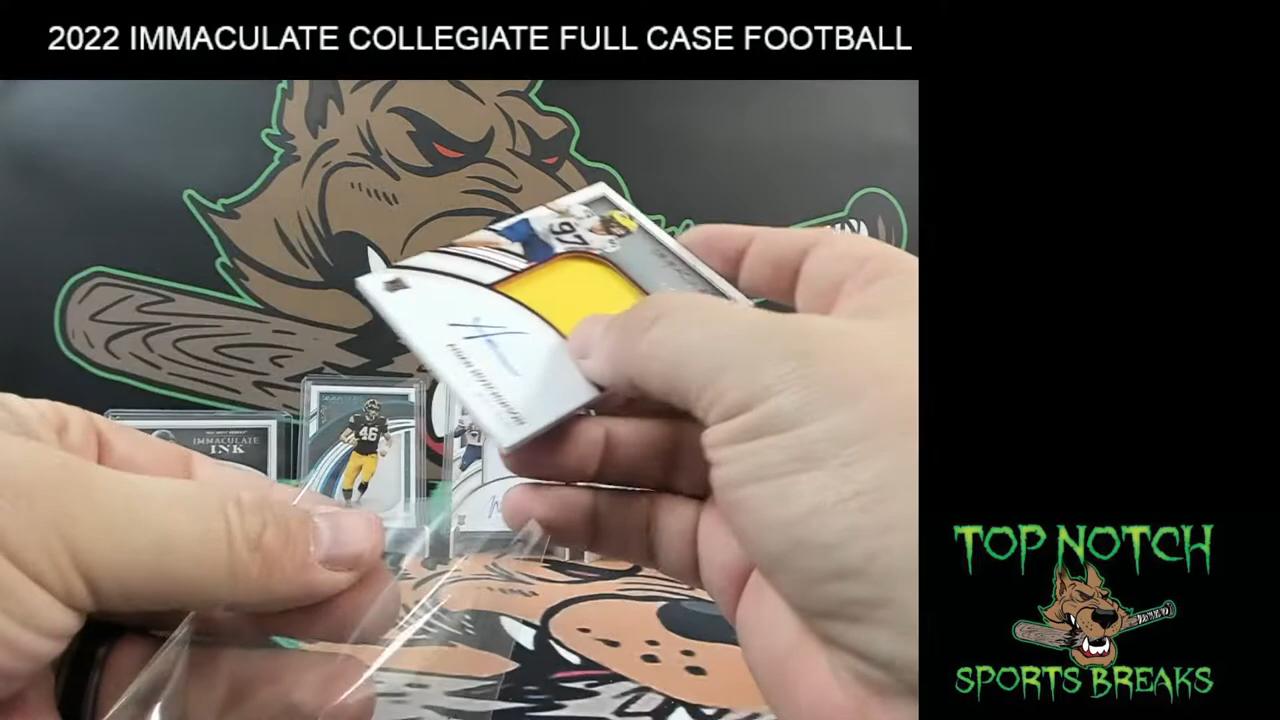 2022 IMMACULATE COLLEGIATE FULL CASE FOOTBALL
97
IMMACULATE
INK
46
TOP NOTCH
SPORTS BREAKS